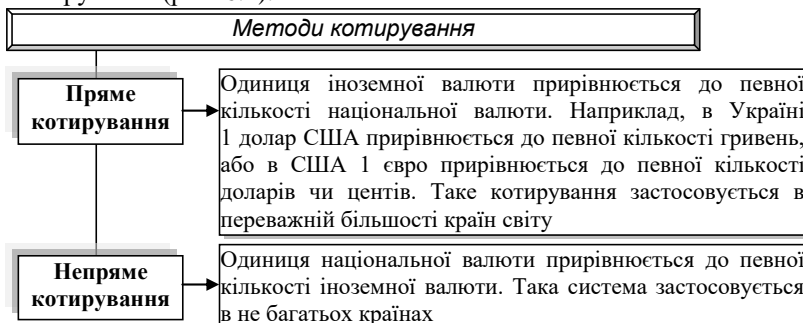 Методи котирування
Пряме
котирування
Одиниця іноземної валюти прирівнюється до певної
кількості національної валюти. Наприклад, в Україні
1 долар США прирівнюється до певної кількості гривень,
або в США 1 євро прирівнюється до певної кількості
доларів чи центів. Таке котирування застосовується в
переважній більшості країн світу
Непряме
котирування
Одиниця національної валюти прирівнюється до певної
кількості іноземної валюти. Така система застосовується
в не багатьох країнах